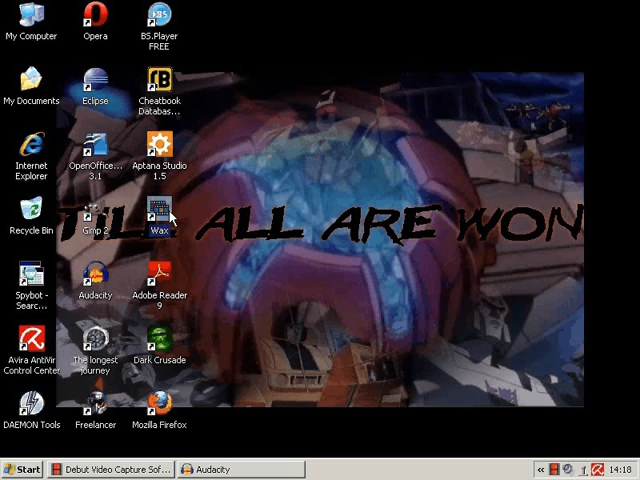 My Computer
Opera
BS.Player
FREE
My Documents
Eclipse
Cheatbook
Databas...
Internet
Explorer
OpenOffice...
3.1
Aptana Studio
1.5
Recycle Bin
Gimp 2
Wax
TILL ALL ARE WON
Spybot -
Searc...
Audacity
Adobe Reader
9
Avira AntiVir
Control Center
The longest
journey
Dark Crusade
DAEMON Tools
Freelancer
Mozilla Firefox
Start
Debut Video Capture Sof...
Audacity
14:18